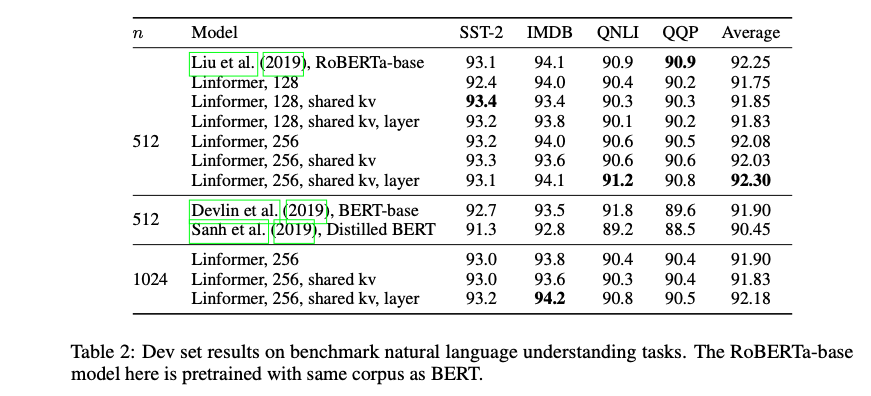 n Model SST-2 IMDB QNLI QQP Average
Liu et al. (2019), RoBERTa-base 93.1 94.1 90.9 90.9 92.25
Linformer, 128 92.4 94.0 90.4 90.2 91.75
Linformer, 128, shared kv 93.4 93.4 90.3 90.3 91.85
Linformer, 128, shared kv, layer 93.2 93.8 90.1 90.2 91.83
512 Linformer, 256 93.2 94.0 90.6 90.5 92.08
Linformer, 256, shared kv 93.3 93.6 90.6 90.6 92.03
Linformer, 256, shared kv, layer 93.1 94.1 91.2 90.8 92.30
512 Devlin et al. (2019), BERT-base 92.7 93.5 91.8 89.6 91.90
Sanh et al. (2019), Distilled BERT 91.3 92.8 89.2 88.5 90.45
Linformer, 256 93.0 93.8 90.4 90.4 91.90
1024 Linformer, 256, shared kv 93.0 93.6 90.3 90.4 91.83
Linformer, 256, shared kv, layer 93.2 94.2 90.8 90.5 92.18
Table 2: Dev set results on benchmark natural language understanding tasks. The RoBERTa-base
model here is pretrained with same corpus as BERT.